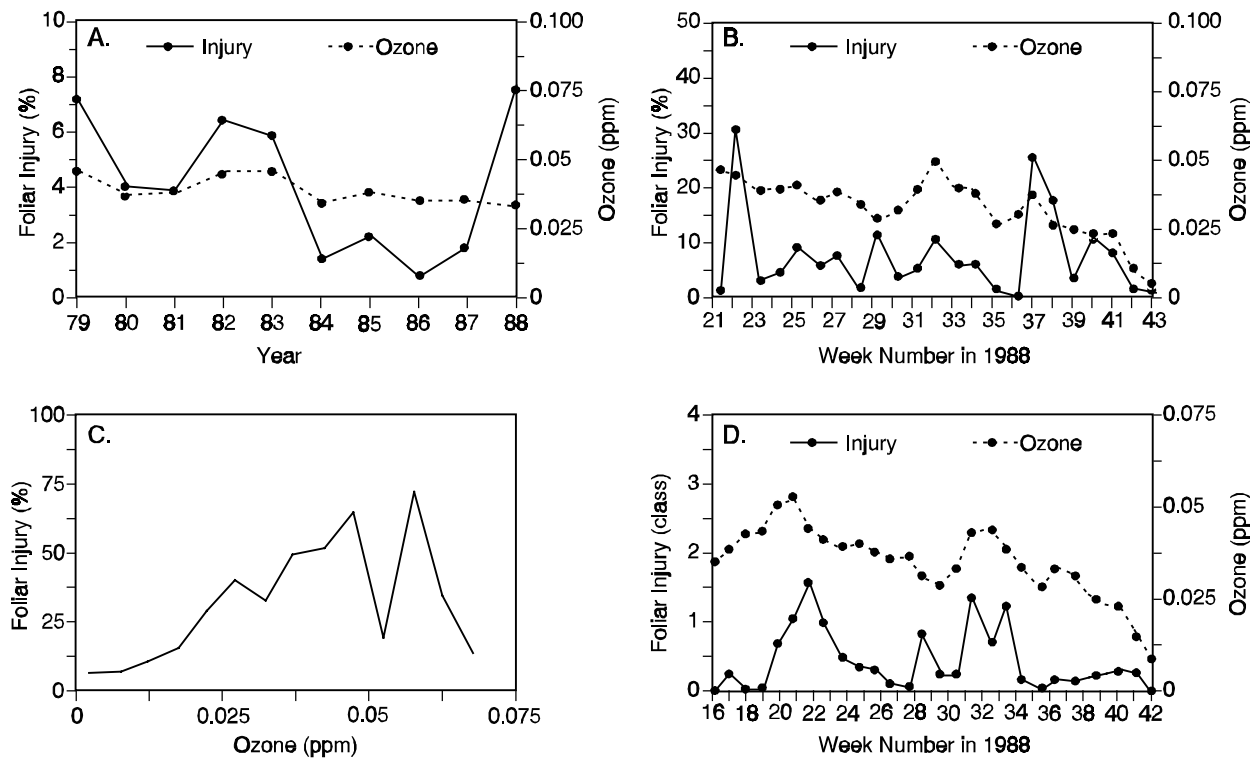 A.
Injury
Ozone
10
8
6
4
2
0
0.100
0.075
0.05
0.025
0
Foliar Injury (%)
Ozone (ppm)
79 80 81 82 83 84 85 86 87 88
Year
B.
Injury
Ozone
50
40
30
20
10
0
0.100
0.075
0.05
0.025
0
Foliar Injury (%)
Ozone (ppm)
21 23 25 27 29 31 33 35 37 39 41 43
Week Number in 1988
C.
100
75
50
25
0
Foliar Injury (%)
0 0.025 0.05 0.075
Ozone (ppm)
D.
Injury
Ozone
4
3
2
1
0
0.075
0.05
0.025
0
Foliar Injury (class)
Ozone (ppm)
16 18 20 22 24 26 28 30 32 34 36 38 40 42
Week Number in 1988